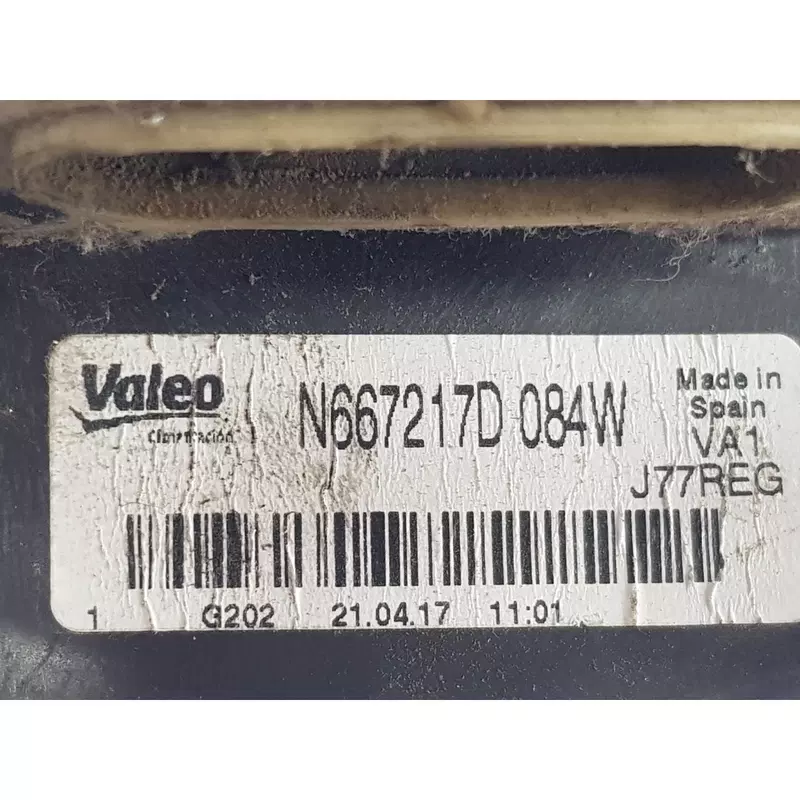 Valeo
Climatización
N667217D 084W
Made in
Spain
VA1
J77REG
1 G202 21.04.17 11:01